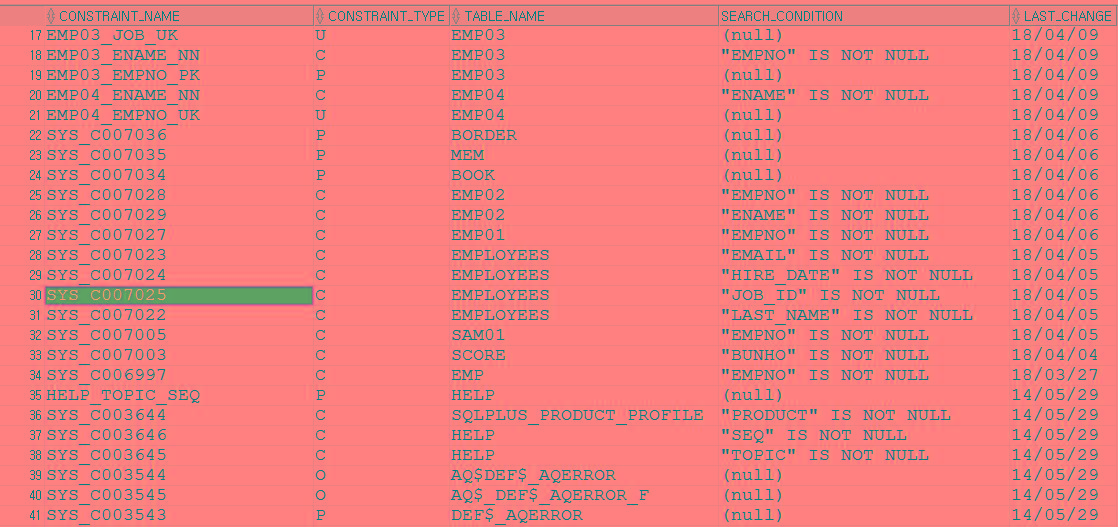 CONSTRAINT_NAME CONSTRAINT_TYPE TABLE_NAME SEARCH_CONDITION LAST_CHANGE
17 EMP03_JOB_UK U EMP03 (null) 18/04/09
18 EMP03_ENAME_NN C EMP03 "EMPNO" IS NOT NULL 18/04/09
19 EMP03_EMPNO_PK P EMP03 (null) 18/04/09
20 EMP04_ENAME_NN C EMP04 "ENAME" IS NOT NULL 18/04/09
21 EMP04_EMPNO_UK U EMP04 (null) 18/04/09
22 SYS_C007036 P BORDER (null) 18/04/06
23 SYS_C007035 P MEM (null) 18/04/06
24 SYS_C007034 P BOOK (null) 18/04/06
25 SYS_C007028 C EMP02 "EMPNO" IS NOT NULL 18/04/06
26 SYS_C007029 C EMP02 "ENAME" IS NOT NULL 18/04/06
27 SYS_C007027 C EMP01 "EMPNO" IS NOT NULL 18/04/06
28 SYS_C007023 C EMPLOYEES "EMAIL" IS NOT NULL 18/04/05
29 SYS_C007024 C EMPLOYEES "HIRE_DATE" IS NOT NULL 18/04/05
30 SYS_C007025 C EMPLOYEES "JOB_ID" IS NOT NULL 18/04/05
31 SYS_C007022 C EMPLOYEES "LAST_NAME" IS NOT NULL 18/04/05
32 SYS_C007005 C SAM01 "EMPNO" IS NOT NULL 18/04/05
33 SYS_C007003 C SCORE "BUNHO" IS NOT NULL 18/04/04
34 SYS_C006997 C EMP "EMPNO" IS NOT NULL 18/03/27
35 HELP_TOPIC_SEQ P HELP (null) 14/05/29
36 SYS_C003644 C SQLPLUS_PRODUCT_PROFILE "PRODUCT" IS NOT NULL 14/05/29
37 SYS_C003646 C HELP "SEQ" IS NOT NULL 14/05/29
38 SYS_C003645 C HELP "TOPIC" IS NOT NULL 14/05/29
39 SYS_C003544 O AQ$DEF$_AQERROR (null) 14/05/29
40 SYS_C003545 O AQ$_DEF$_AQERROR_F (null) 14/05/29
41 SYS_C003543 P DEF$_AQERROR (null) 14/05/29